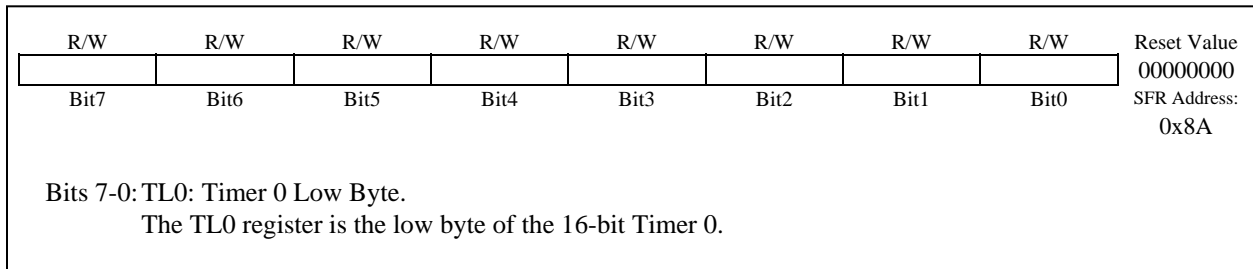 R/W R/W R/W R/W R/W R/W R/W R/W Reset Value
00000000
Bit7 Bit6 Bit5 Bit4 Bit3 Bit2 Bit1 Bit0 SFR Address:
0x8A
Bits 7-0: TL0: Timer 0 Low Byte.
The TL0 register is the low byte of the 16-bit Timer 0.